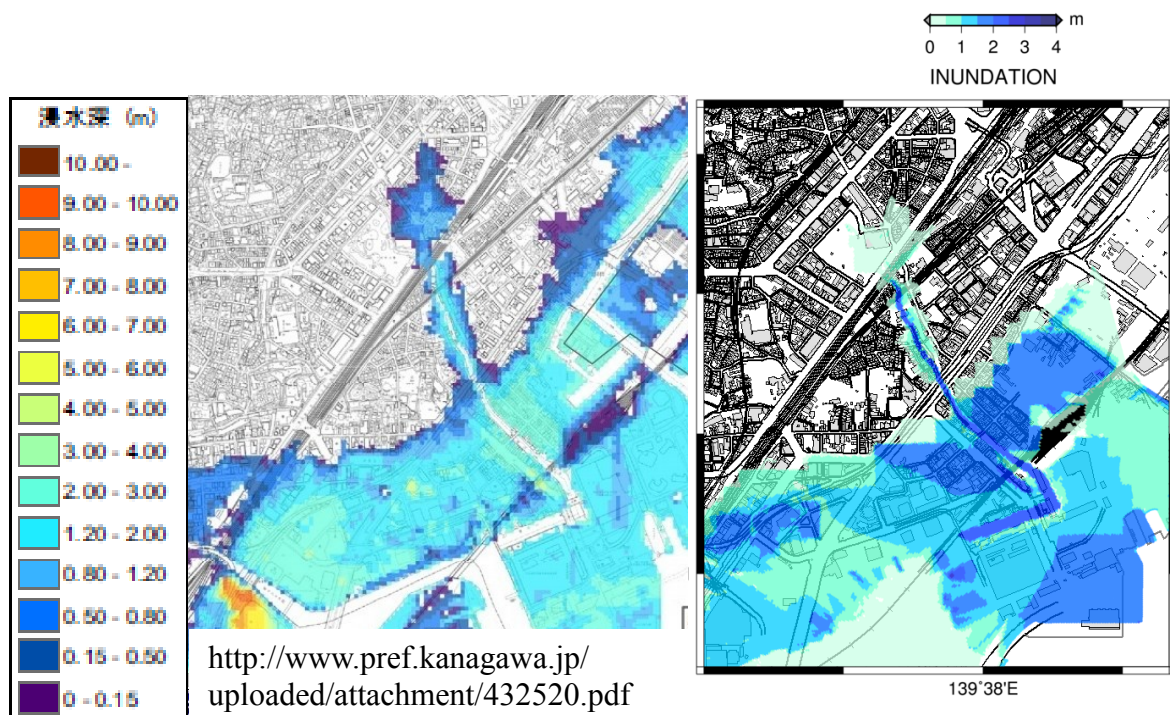 m
0 1 2 3 4
INUNDATION
浸水深 (m)
10.00 -
9.00 - 10.00
8.00 - 9.00
7.00 - 8.00
6.00 - 7.00
5.00 - 6.00
4.00 - 5.00
3.00 - 4.00
2.00 - 3.00
1.20 - 2.00
0.80 - 1.20
0.50 - 0.80
0.15 - 0.50
0 - 0.15
http://www.pref.kanagawa.jp/
uploaded/attachment/432520.pdf
139°38'E